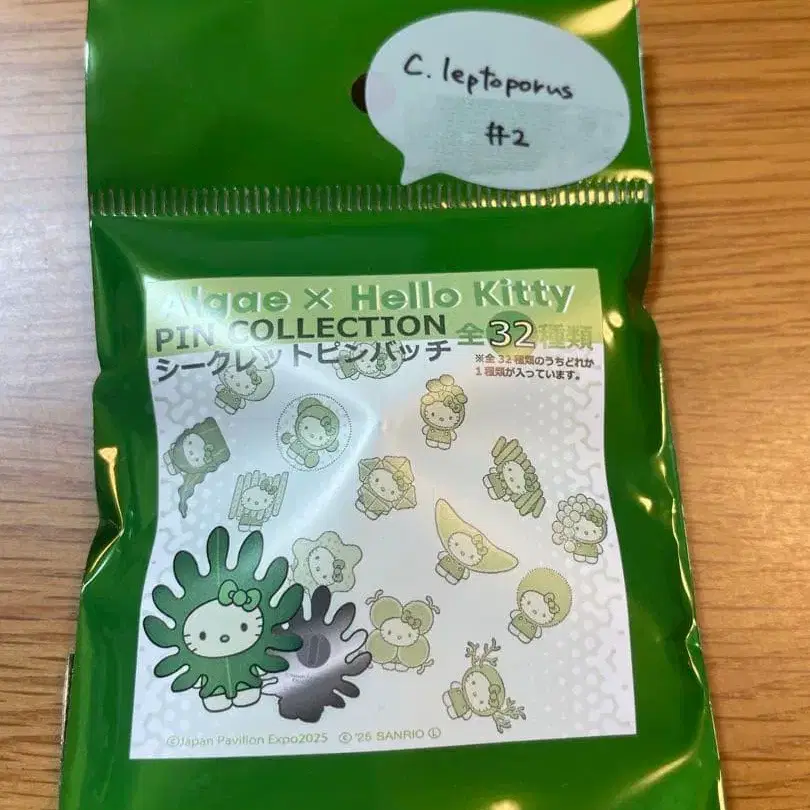 C. leptoporus
#2
Algae × Hello Kitty
PIN COLLECTION
シークレットピンバッチ
全32種類
※全32種類のうちどれか
1種類が入っています。
©Japan Pavilion Expo2025 © '25 SANRIO Ⓛ